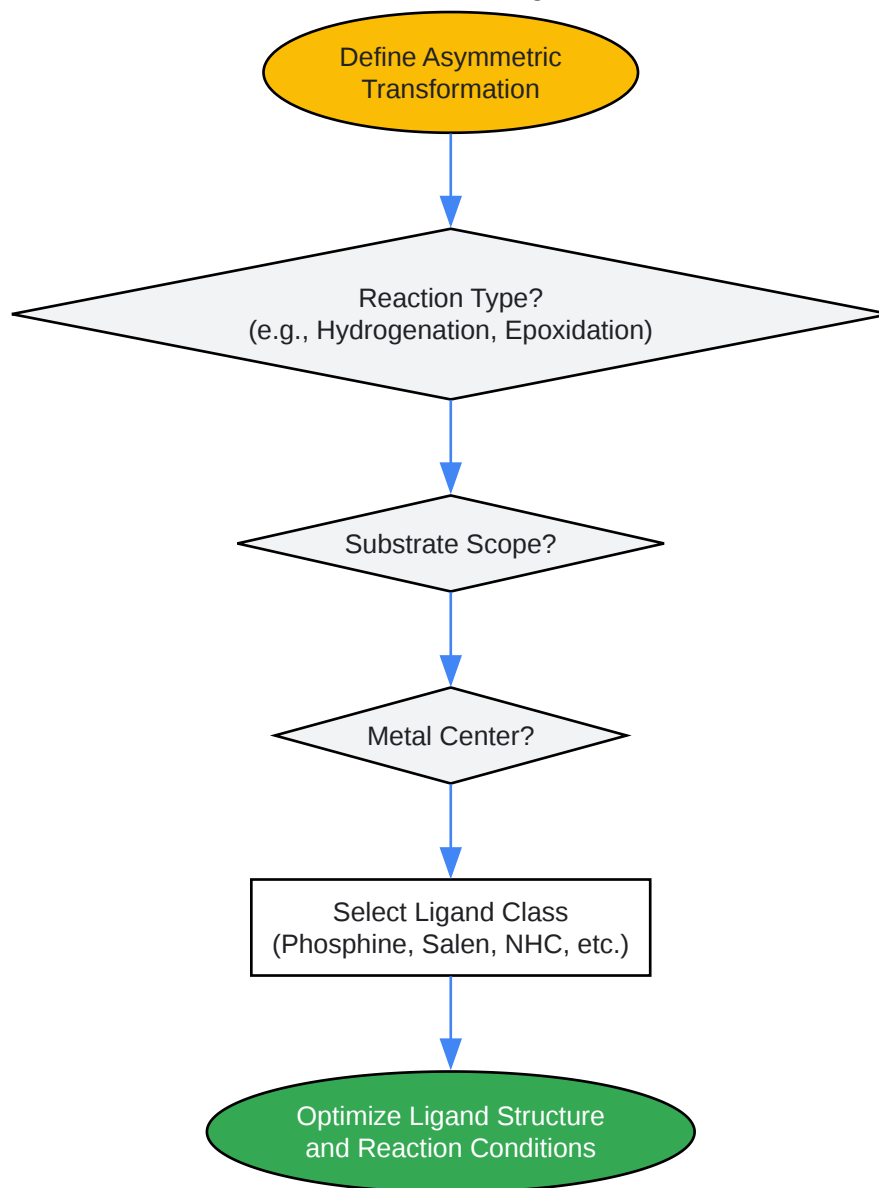 Define Asymmetric
Transformation
Reaction Type?
(e.g., Hydrogenation, Epoxidation)
Substrate Scope?
Metal Center?
Select Ligand Class
(Phosphine, Salen, NHC, etc.)
Optimize Ligand Structure
and Reaction Conditions